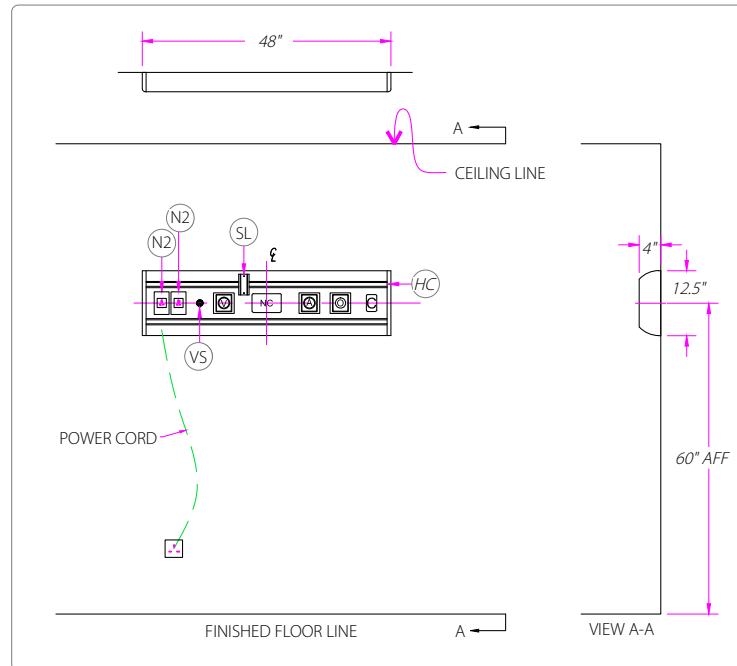 48"
A
CEILING LINE
N2
N2
SL
℄
4"
HC
12.5"
V
NC
A
O
C
VS
POWER CORD
60" AFF
FINISHED FLOOR LINE
A
VIEW A-A